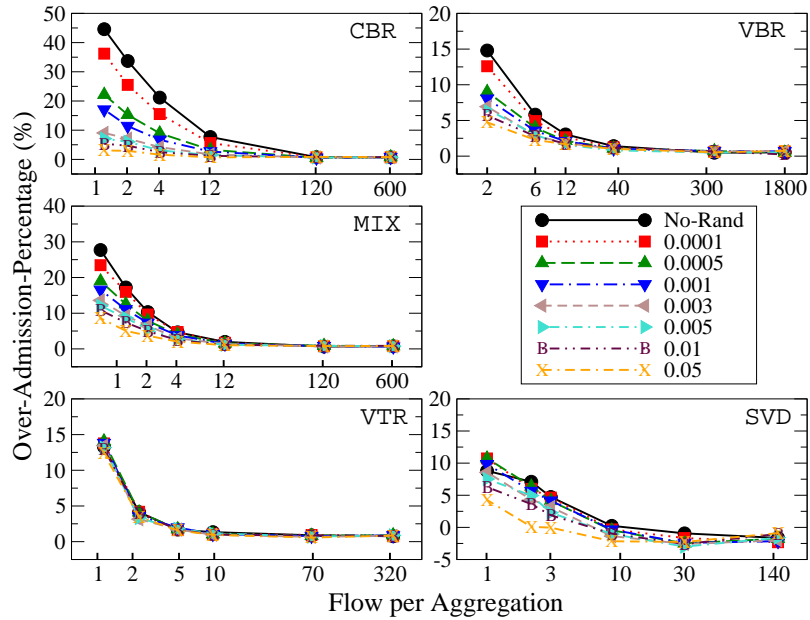 Over-Admission-Percentage (%)
CBR
50
40
30
20
10
0
1 2 4 12 120 600
VBR
20
15
10
5
0
2 6 12 40 300 1800
MIX
40
30
20
10
0
1 2 4 12 120 600
No-Rand
0.0001
0.0005
0.001
0.003
0.005
B B 0.01
X X 0.05
VTR
20
15
10
5
0
1 2 5 10 70 320
SVD
20
15
10
5
0
-5
1 3 10 30 140
Flow per Aggregation